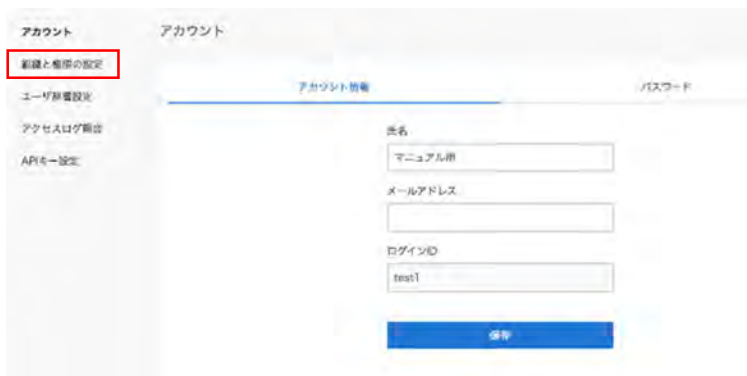 アカウント
組織と権限の設定
ユーザ辞書設定
アクセスログ照会
APIキー設定
アカウント
アカウント情報
パスワード
氏名
マニュアル用
メールアドレス
ログインID
test1
保存